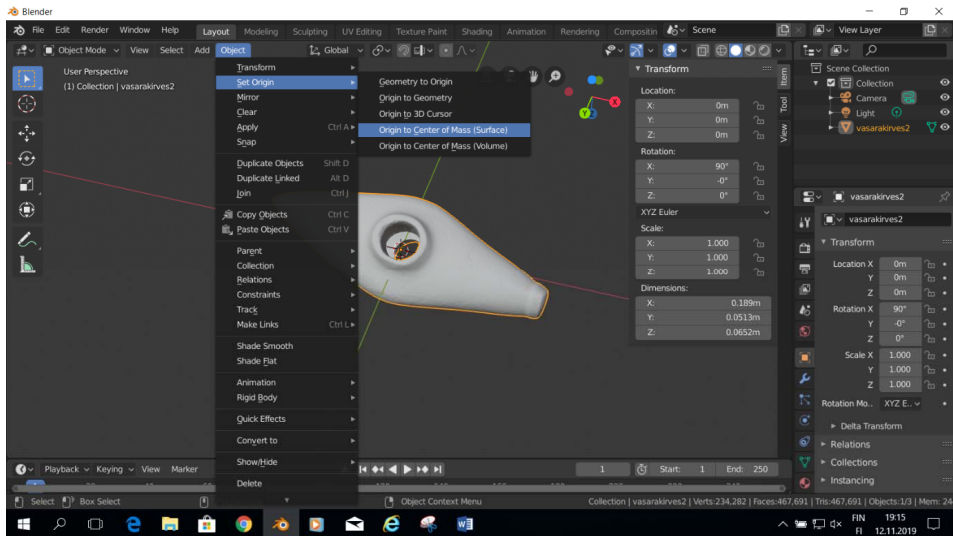 Blender
File Edit Render Window Help Layout Modeling Sculpting UV Editing Texture Paint Shading Animation Rendering Compositin Scene View Layer
Object Mode View Select Add Object Global
User Perspective
(1) Collection | vasarakirves2
Transform
Set Origin
Mirror
Clear
Apply Ctrl A
Snap
Duplicate Objects Shift D
Duplicate Linked Alt D
Join Ctrl J
Copy Objects Ctrl C
Paste Objects Ctrl V
Parent
Collection
Relations
Constraints
Track
Make Links Ctrl L
Shade Smooth
Shade Flat
Animation
Rigid Body
Quick Effects
Convert to
Show/Hide
Delete
Geometry to Origin
Origin to Geometry
Origin to 3D Cursor
Origin to Center of Mass (Surface)
Origin to Center of Mass (Volume)
X
Y
Z
Transform
Location:
X: 0m
Y: 0m
Z: 0m
Rotation:
X: 90°
Y: -0°
Z: 0°
XYZ Euler
Scale:
X: 1.000
Y: 1.000
Z: 1.000
Dimensions:
X: 0.189m
Y: 0.0513m
Z: 0.0652m
Item
Tool
View
Scene Collection
Collection
Camera
Light
vasarakirves2
vasarakirves2
vasarakirves2
Transform
Location X 0m
Y 0m
Z 0m
Rotation X 90°
Y -0°
Z 0°
Scale X 1.000
Y 1.000
Z 1.000
Rotation Mo.. XYZ E..
Delta Transform
Relations
Collections
Instancing
Playback Keying View Marker 1 Start: 1 End: 250
Select Box Select Object Context Menu Collection | vasarakirves2 | Verts:234,282 | Faces:467,691 | Tris:467,691 | Objects:1/3 | Mem: 24
FIN 19:15
FI 12.11.2019